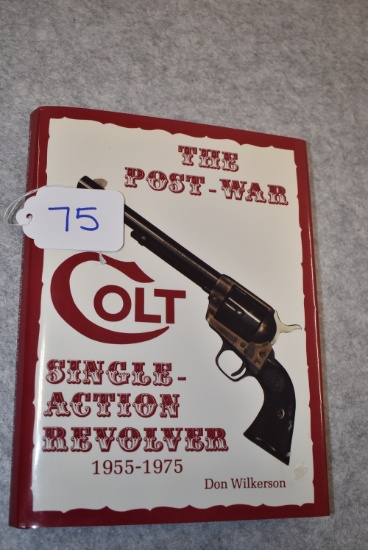 THE
POST-WAR
75
COLT
SINGLE-
ACTION
REVOLVER
1955-1975
Don Wilkerson